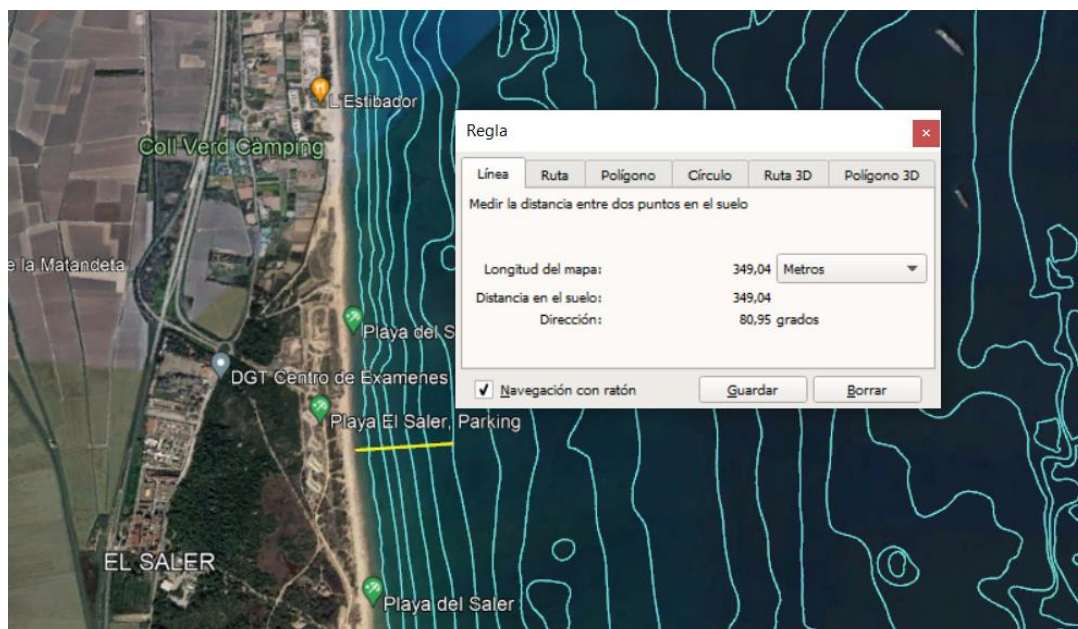 L'Estibador
Coll Verd Càmping
e la Matandeta
Playa del S
DGT Centro de Examenes
Playa El Saler, Parking
EL SALER
Playa del Saler
Regla
Línea Ruta Polígono Círculo Ruta 3D Polígono 3D
Medir la distancia entre dos puntos en el suelo
Longitud del mapa: 349,04 Metros
Distancia en el suelo: 349,04
Dirección: 80,95 grados
Navegación con ratón Guardar Borrar